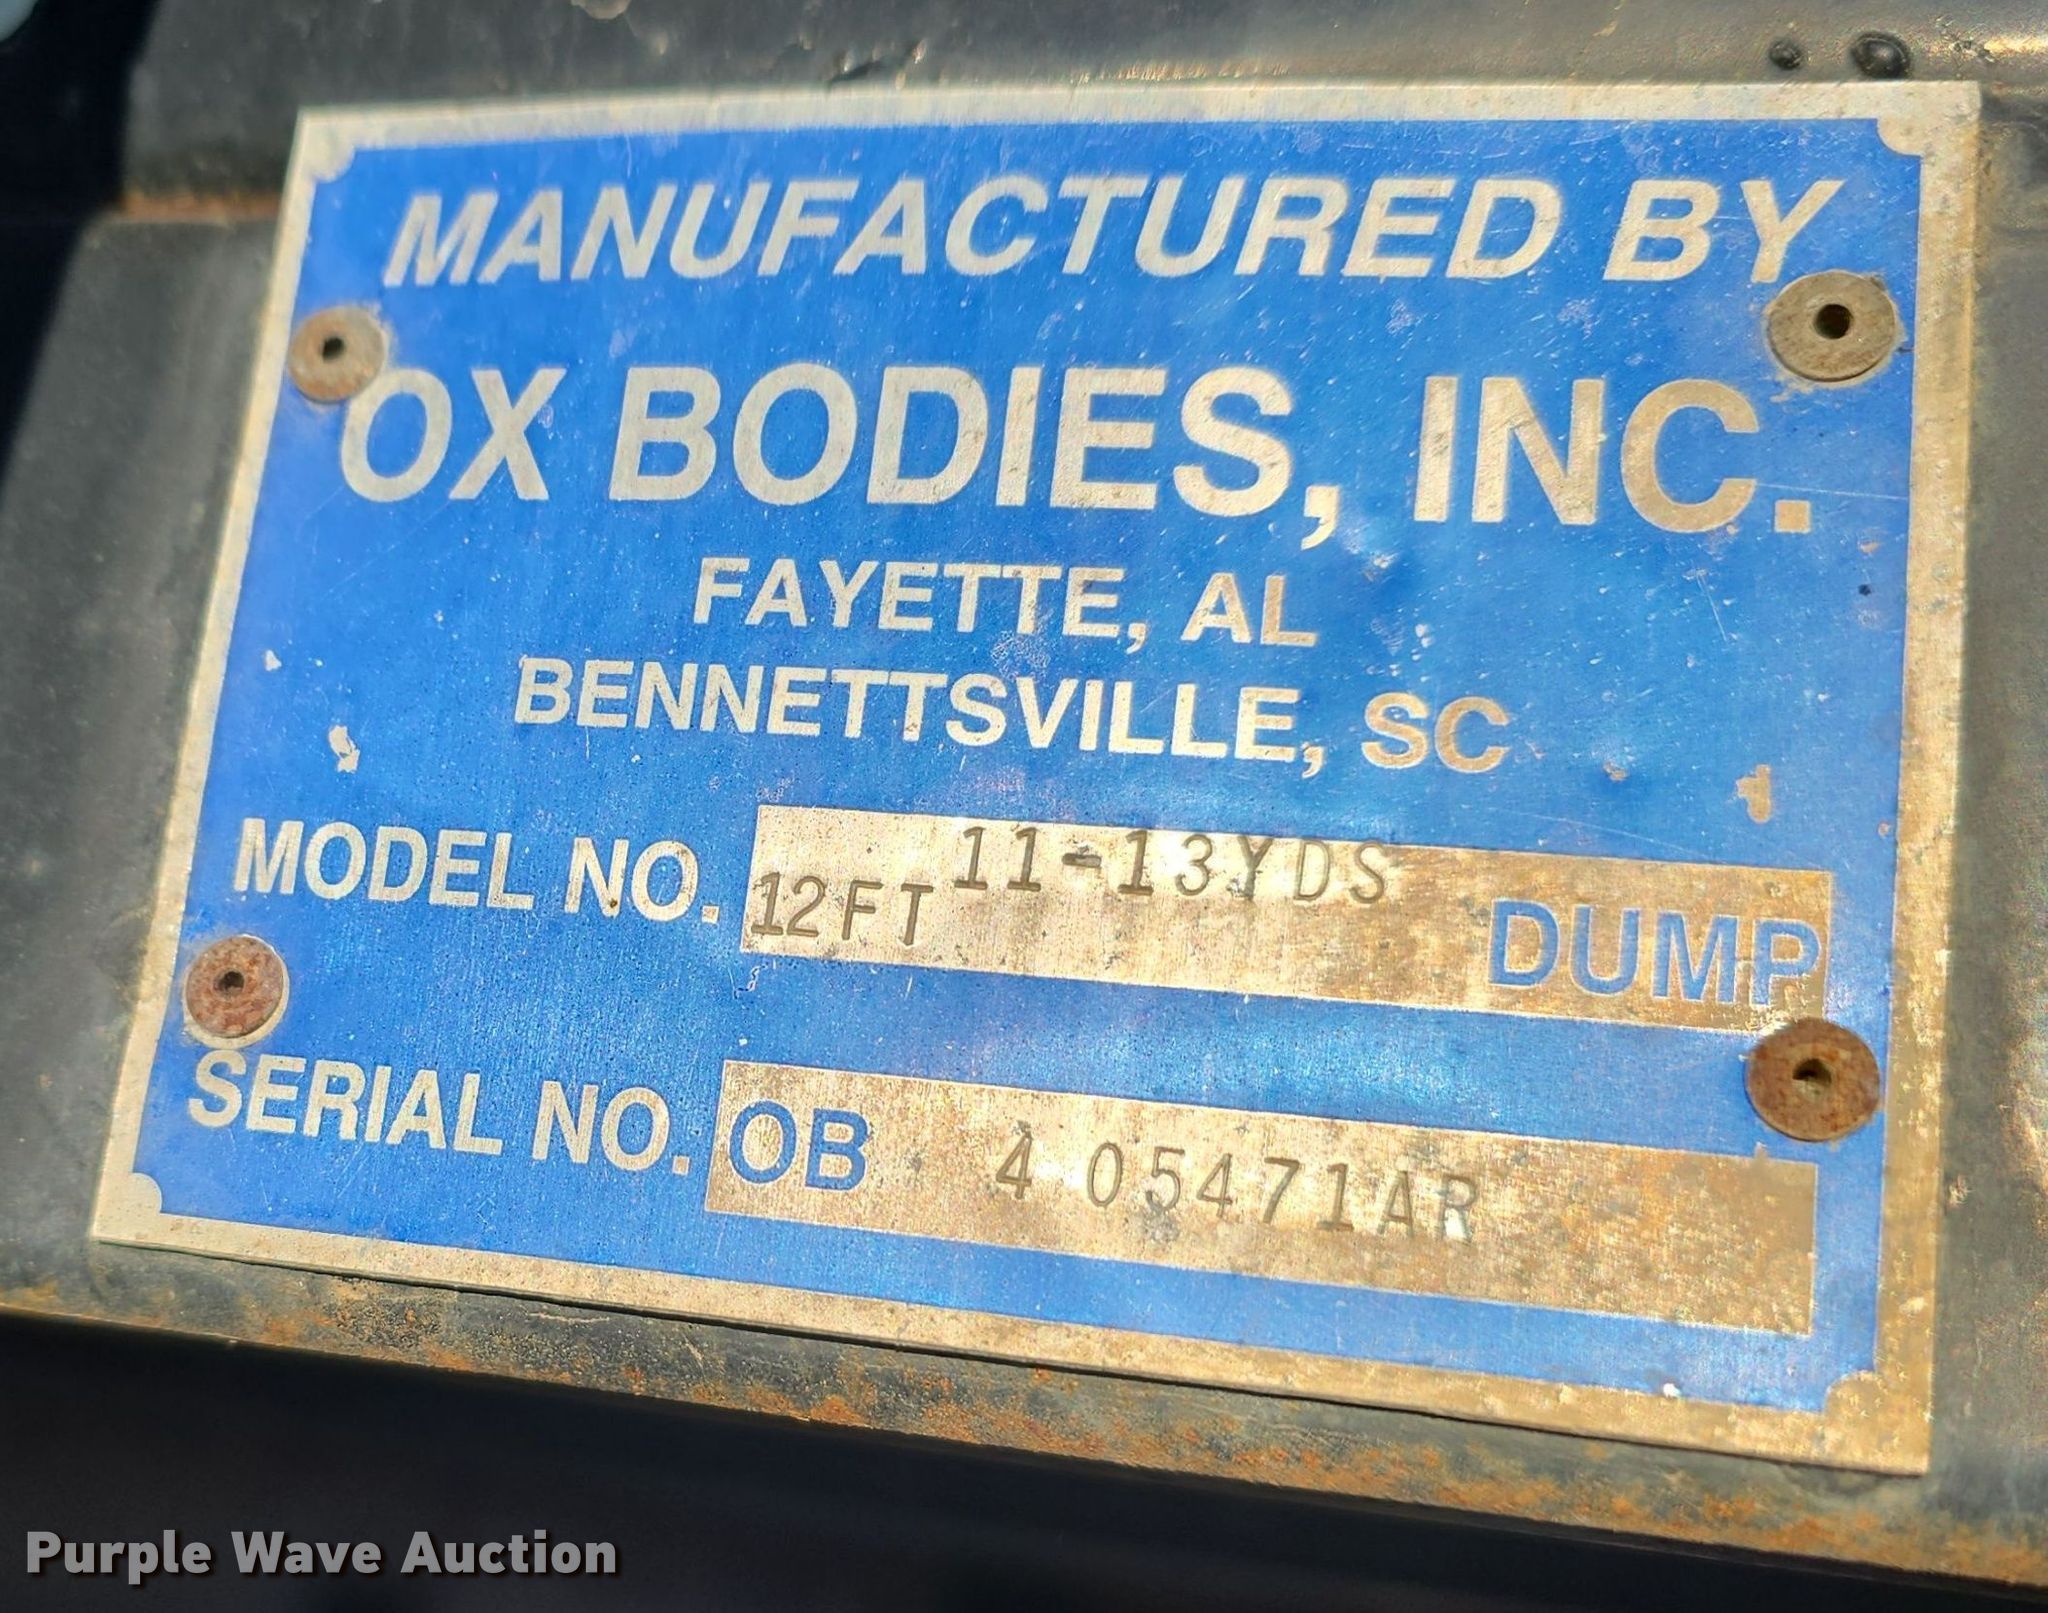 MANUFACTURED BY
OX BODIES, INC.
FAYETTE, AL
BENNETTSVILLE, SC
MODEL NO. 12FT 11-13YDS DUMP
SERIAL NO. OB 4 05471AR
Purple Wave Auction